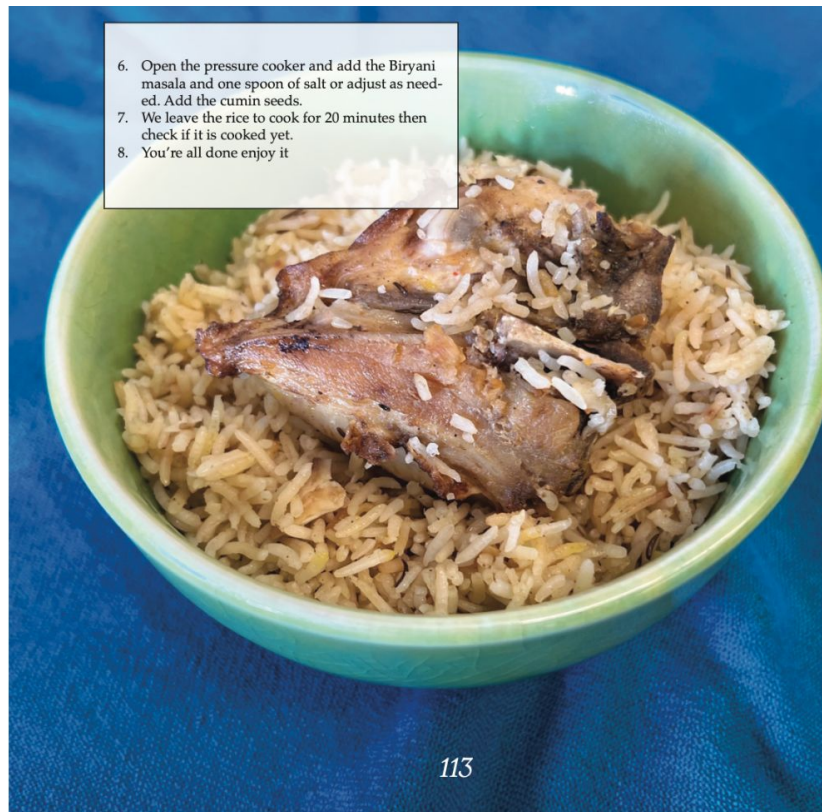 6. Open the pressure cooker and add the Biryani
masala and one spoon of salt or adjust as need-
ed. Add the cumin seeds.
7. We leave the rice to cook for 20 minutes then
check if it is cooked yet.
8. You’re all done enjoy it
113